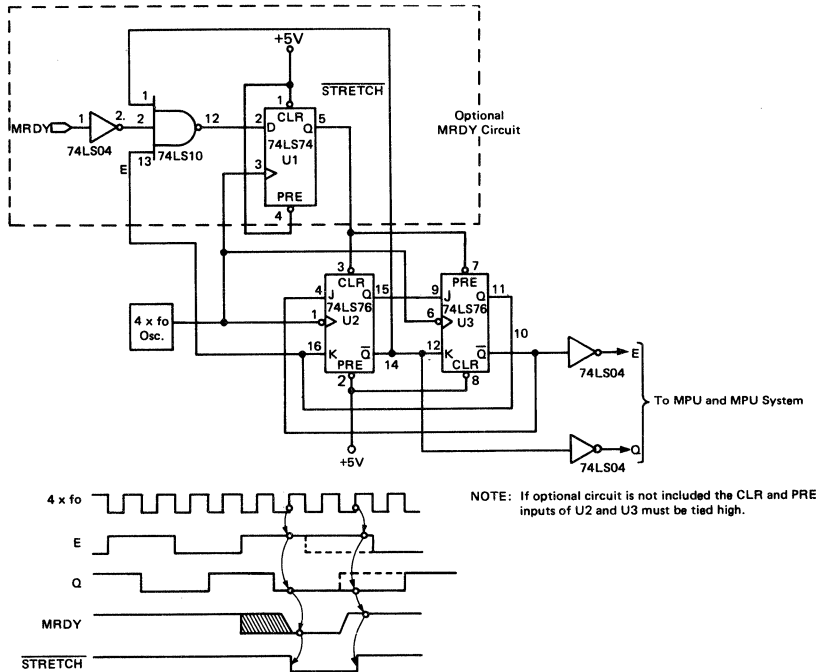 +5V
STRETCH
Optional
MRDY Circuit
MRDY
1
2.
2
1
13
E
12
74LS04
74LS10
1
CLR
2
D
Q
5
74LS74
U1
3
PRE
4
4 x fo
Osc.
3
CLR
4
J
Q
15
74LS76
1
U2
16
K
Q
14
PRE
2
+5V
7
PRE
9
J
Q
11
74LS76
6
U3
10
12
K
Q
CLR
8
E
74LS04
To MPU and MPU System
Q
74LS04
NOTE: If optional circuit is not included the CLR and PRE
inputs of U2 and U3 must be tied high.
4 x fo
E
Q
MRDY
STRETCH